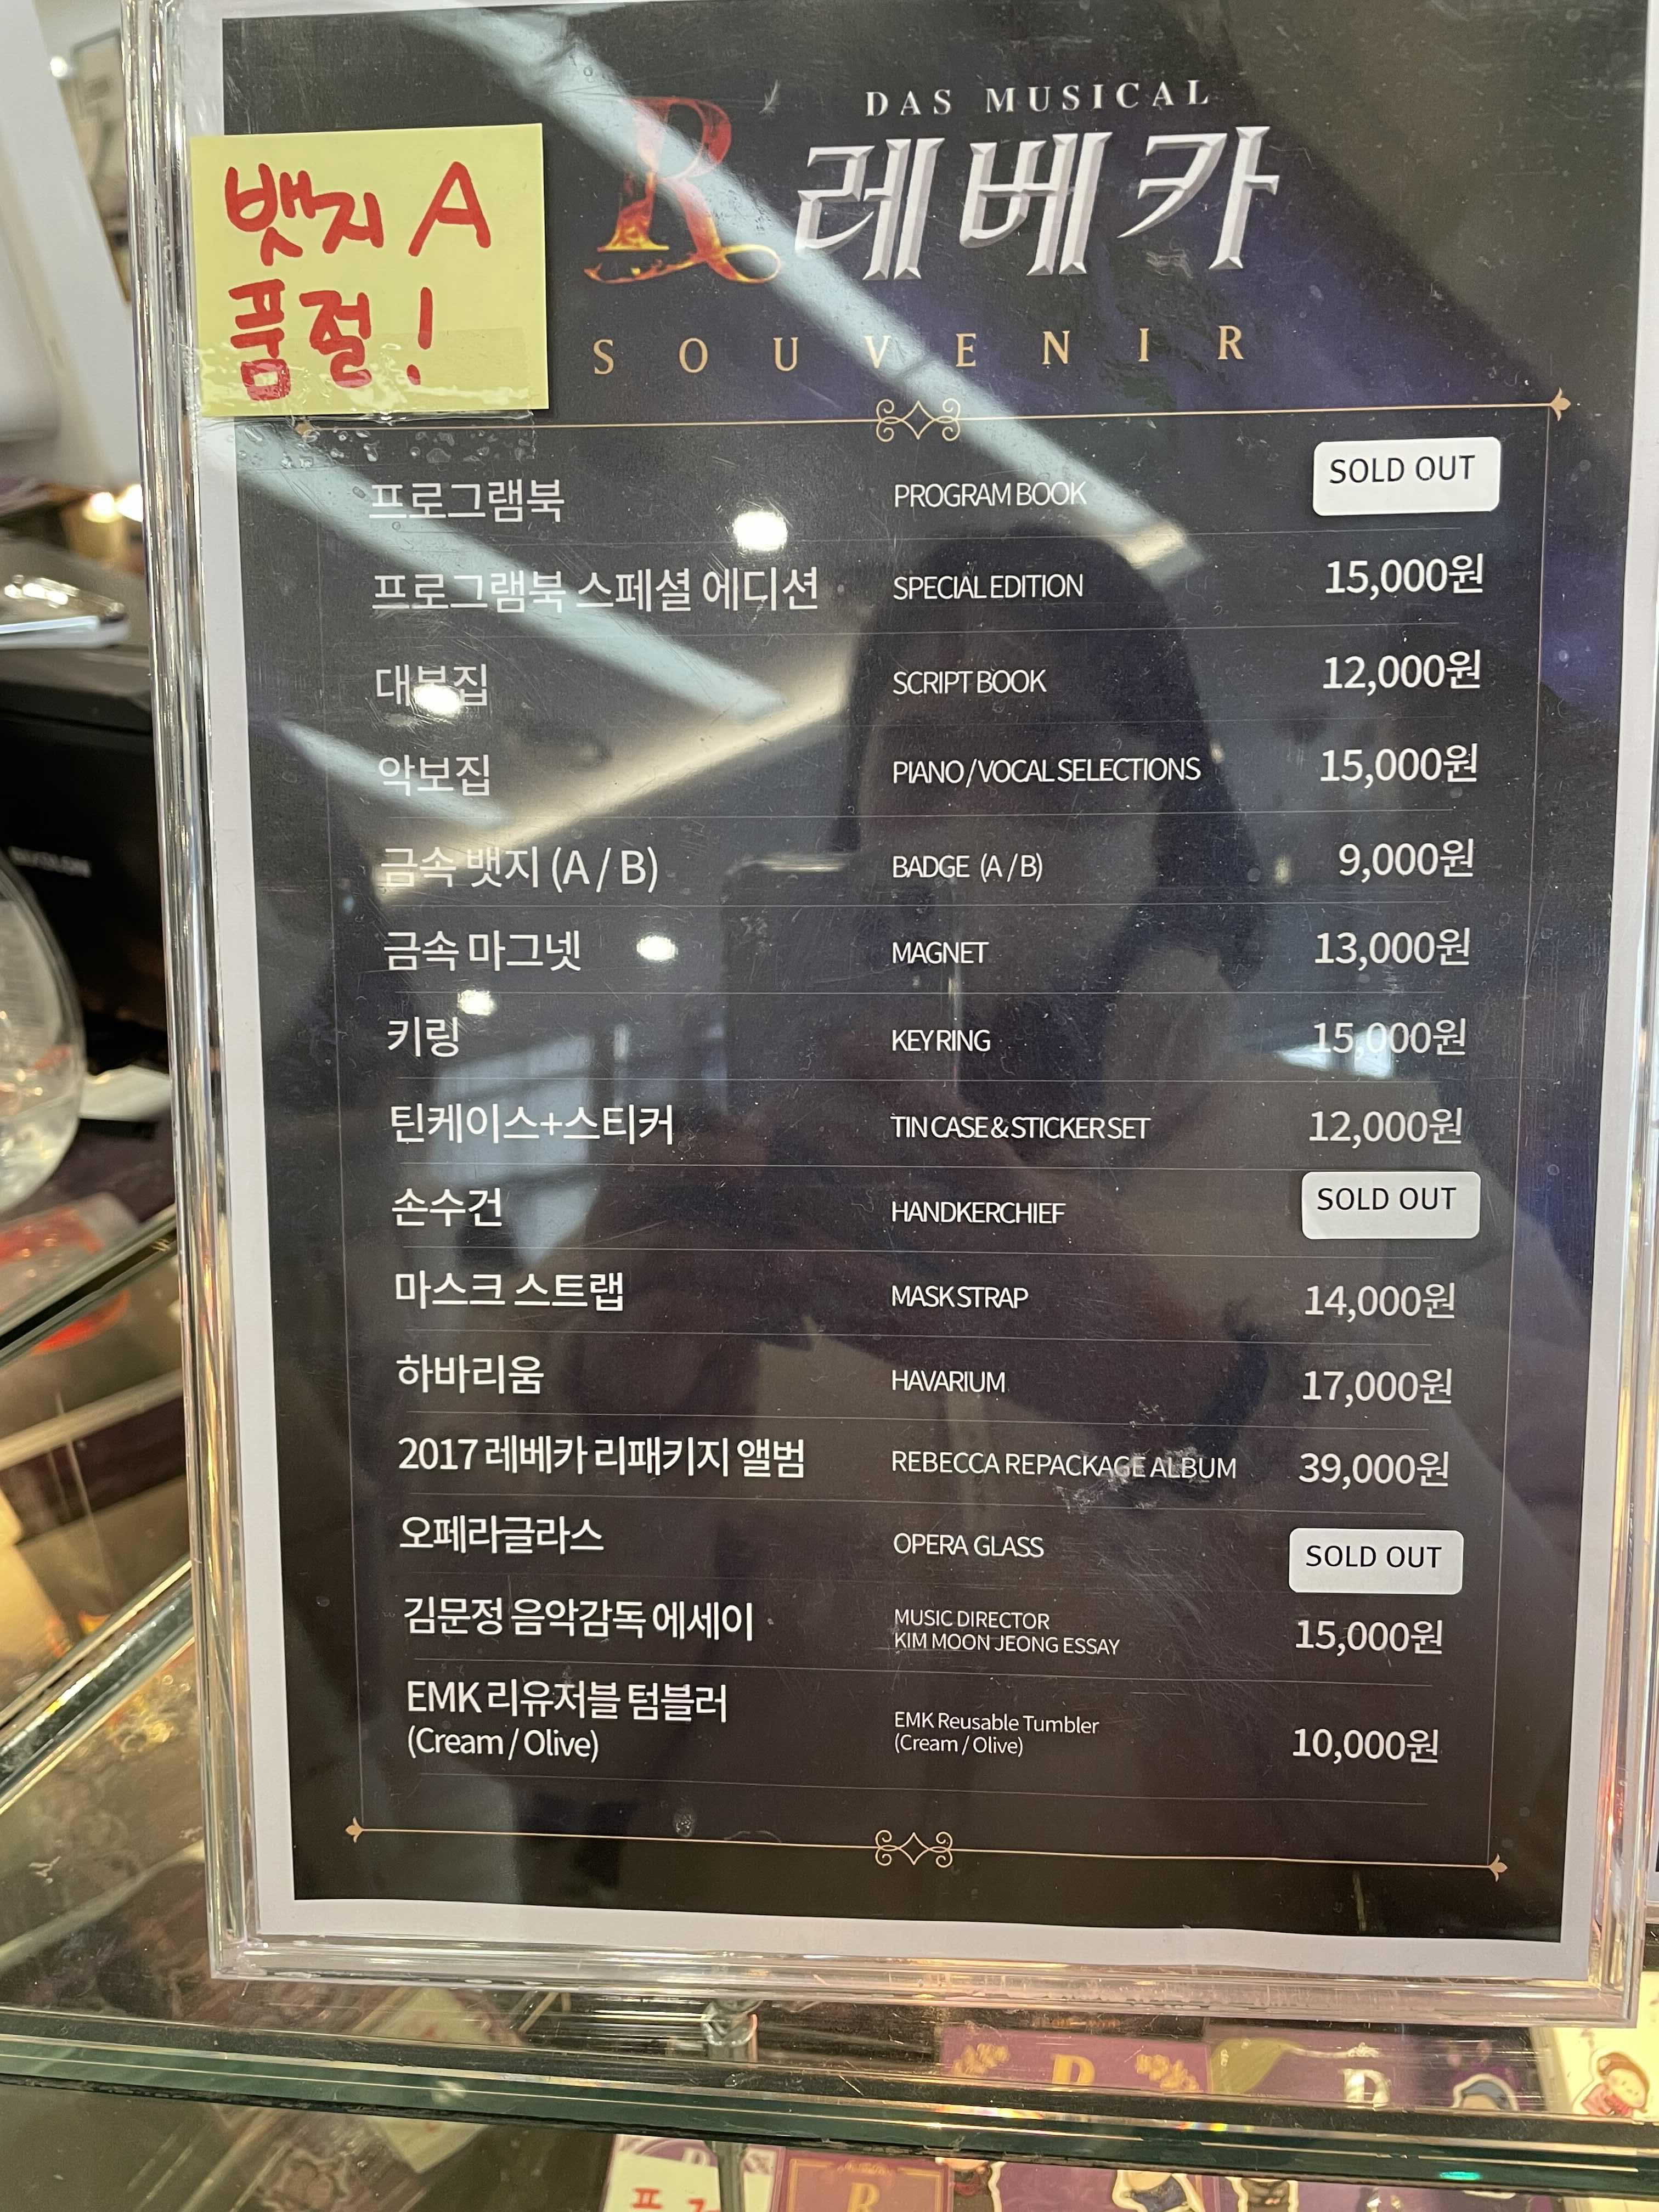 뱃지 A
품절!
DAS MUSICAL
R 레베카
SOUVENIR
프로그램북 PROGRAM BOOK SOLD OUT
프로그램북 스페셜 에디션 SPECIAL EDITION 15,000원
대본집 SCRIPT BOOK 12,000원
악보집 PIANO / VOCAL SELECTIONS 15,000원
금속 뱃지 (A / B) BADGE (A / B) 9,000원
금속 마그넷 MAGNET 13,000원
키링 KEYRING 15,000원
틴케이스+스티커 TIN CASE & STICKER SET 12,000원
손수건 HANDKERCHIEF SOLD OUT
마스크 스트랩 MASK STRAP 14,000원
하바리움 HAVARIUM 17,000원
2017 레베카 리패키지 앨범 REBECCA REPACKAGE ALBUM 39,000원
오페라글라스 OPERA GLASS SOLD OUT
김문정 음악감독 에세이 MUSIC DIRECTOR
KIM MOON JEONG ESSAY 15,000원
EMK 리유저블 텀블러 EMK Reusable Tumbler
(Cream / Olive) (Cream / Olive) 10,000원
R
R